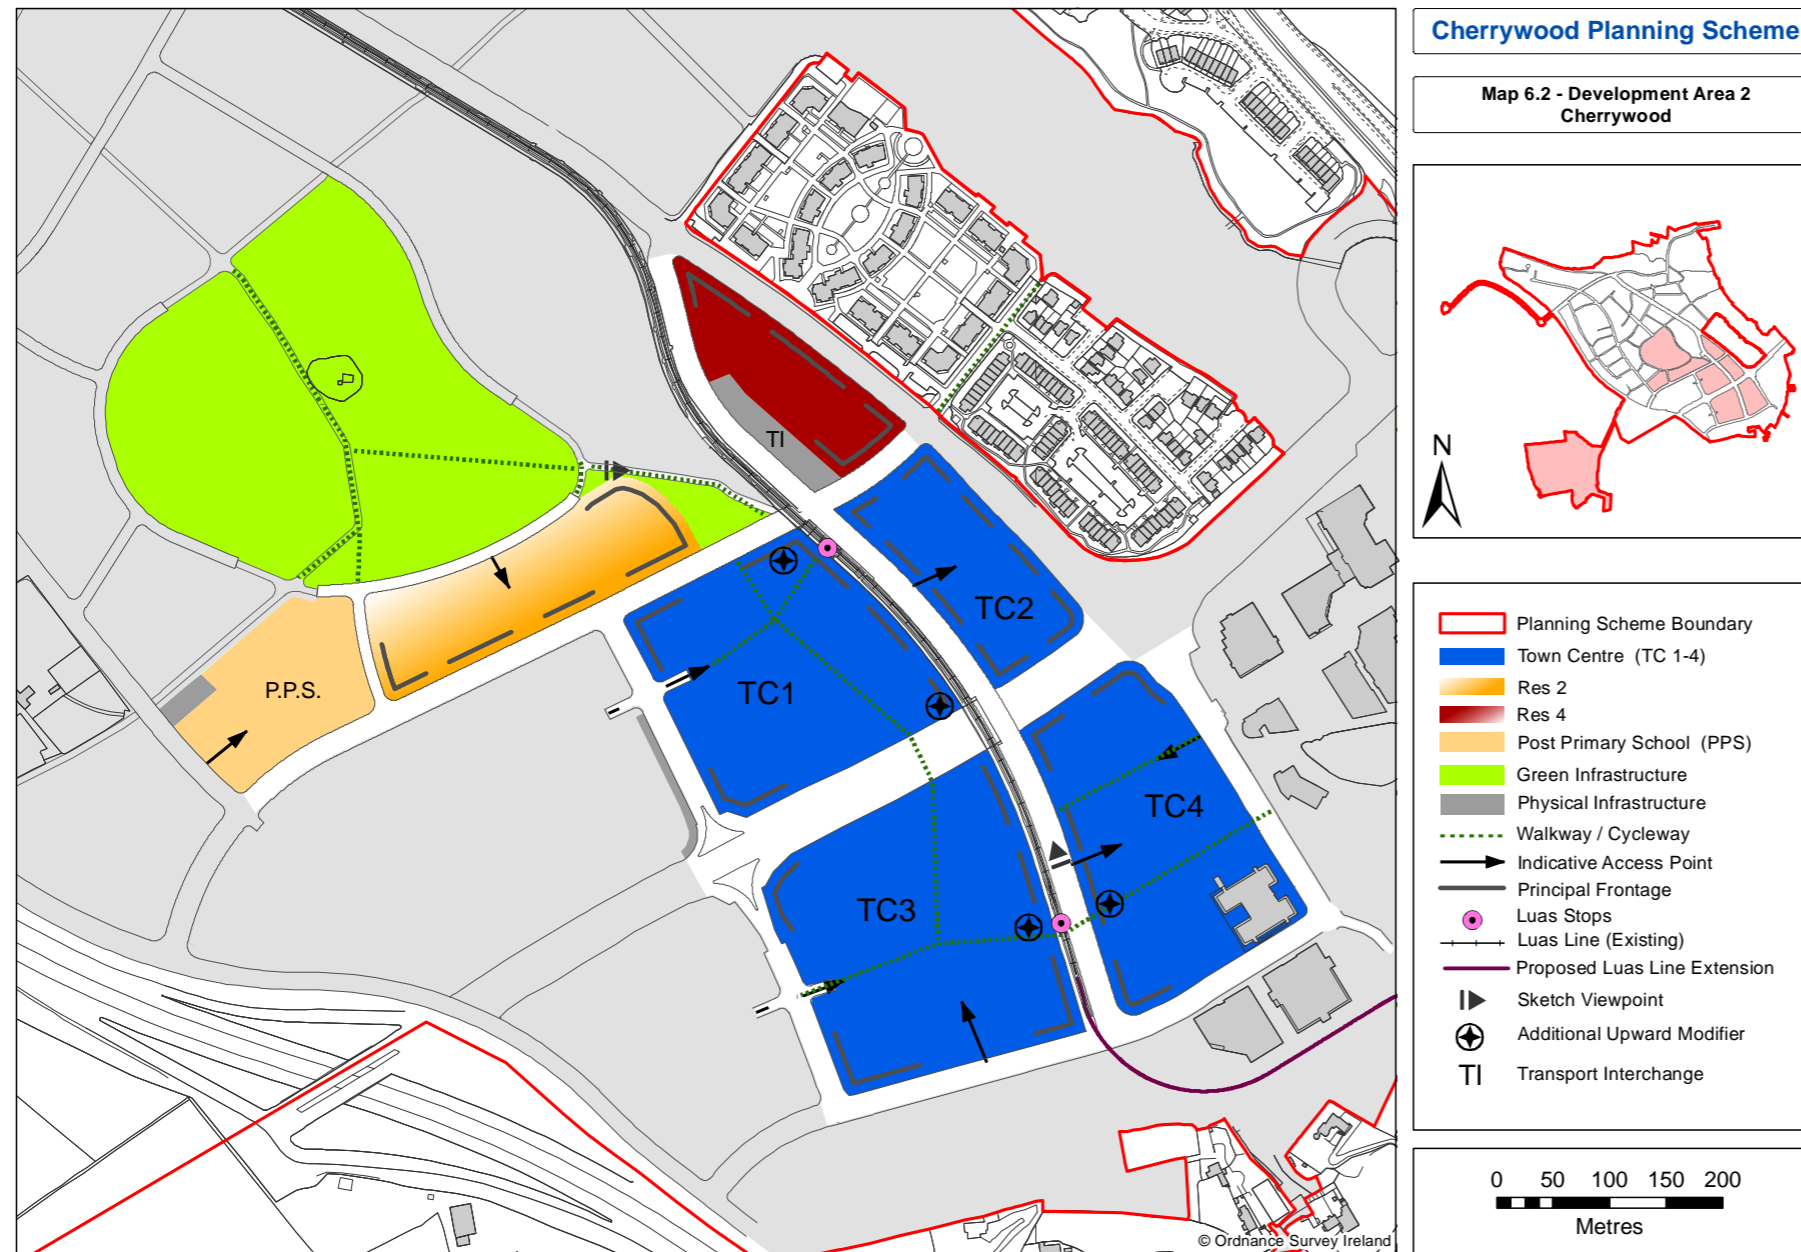 Cherrywood Planning Scheme
Map 6.2 - Development Area 2
Cherrywood
N
TI
TC2
P.P.S.
TC1
TC4
TC3
Planning Scheme Boundary
Town Centre (TC 1-4)
Res 2
Res 4
Post Primary School (PPS)
Green Infrastructure
Physical Infrastructure
Walkway / Cycleway
Indicative Access Point
Principal Frontage
Luas Stops
Luas Line (Existing)
Proposed Luas Line Extension
Sketch Viewpoint
Additional Upward Modifier
TI Transport Interchange
0 50 100 150 200
Metres
© Ordnance Survey Ireland